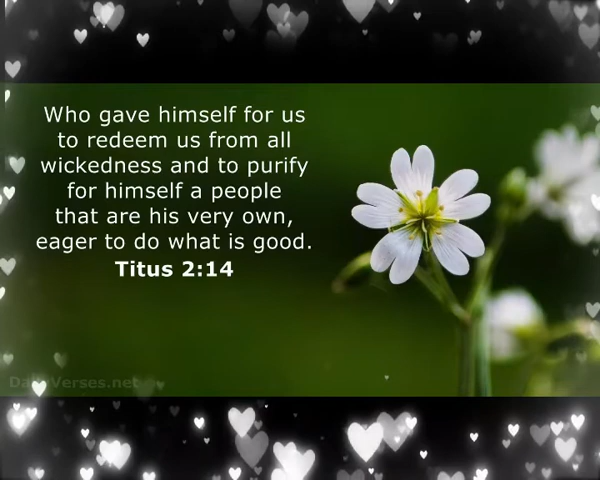 Who gave himself for us
to redeem us from all
wickedness and to purify
for himself a people
that are his very own,
eager to do what is good.
Titus 2:14
DailyVerses.net